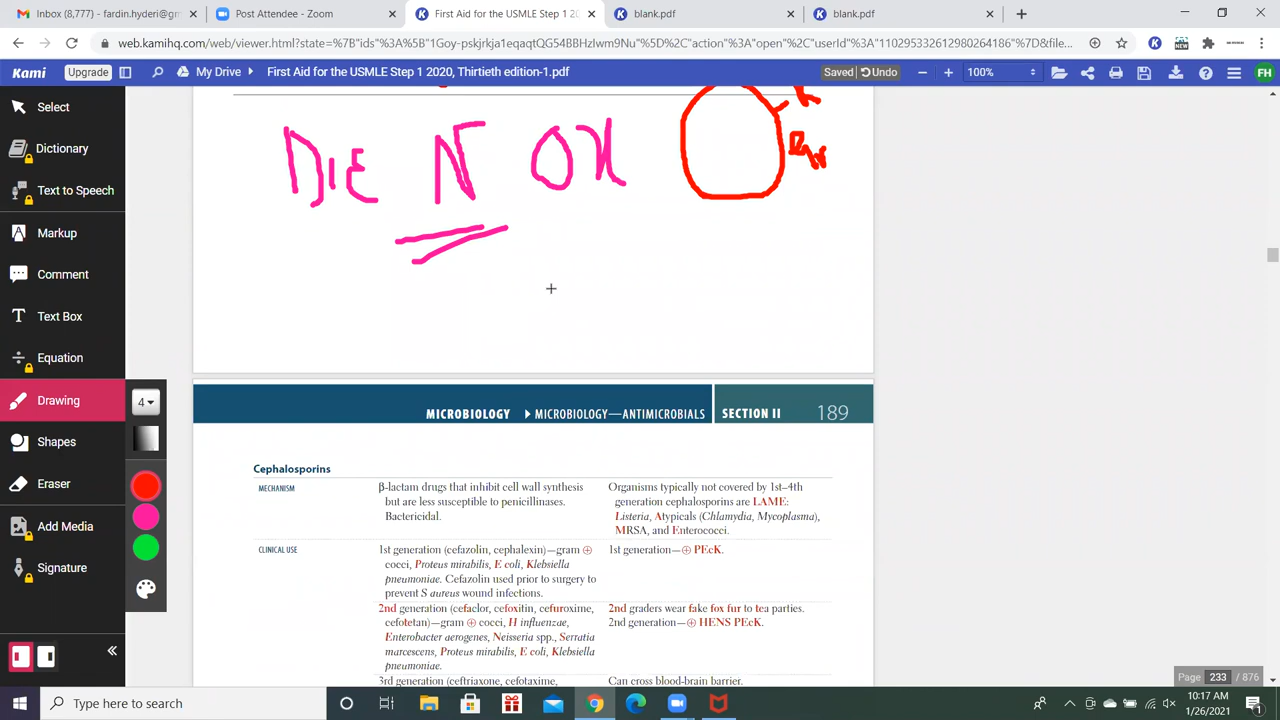 Inbox (8,777) - fardin.hyderi@gm
Post Attendee - Zoom
First Aid for the USMLE Step 1 20
blank.pdf
blank.pdf
web.kamihq.com/web/viewer.html?state=%7B"ids"%3A%5B"1Goy-pskjrkja1eqaqtQG54BBHzlwm9Nu"%5D%2C"action"%3A"open"%2C"userId"%3A"110295332612980264186"%7D&file...
Kami
Upgrade
My Drive
First Aid for the USMLE Step 1 2020, Thirtieth edition-1.pdf
Saved Undo
100%
FH
Select
Dictionary
Text to Speech
Markup
Comment
Text Box
Equation
Drawing
Shapes
Eraser
Add Media
Signature
4
DIE N OX
MICROBIOLOGY MICROBIOLOGY—ANTIMICROBIALS SECTION II 189
Cephalosporins
MECHANISM
β-lactam drugs that inhibit cell wall synthesis
but are less susceptible to penicillinases.
Bactericidal.
Organisms typically not covered by 1st–4th
generation cephalosporins are LAME:
Listeria, Atypicals (Chlamydia, Mycoplasma),
MRSA, and Enterococci.
CLINICAL USE
1st generation (cefazolin, cephalexin)—gram ⊕
cocci, Proteus mirabilis, E coli, Klebsiella
pneumoniae. Cefazolin used prior to surgery to
prevent S aureus wound infections.
1st generation—⊕ PEcK.
2nd generation (cefaclor, cefoxitin, cefuroxime,
cefotetan)—gram ⊕ cocci, H influenzae,
Enterobacter aerogenes, Neisseria spp., Serratia
marcescens, Proteus mirabilis, E coli, Klebsiella
pneumoniae.
2nd graders wear fake fox fur to tea parties.
2nd generation—⊕ HENS PEcK.
3rd generation (ceftriaxone, cefotaxime,
Can cross blood-brain barrier.
Page 233 / 876
Type here to search
10:17 AM
1/26/2021